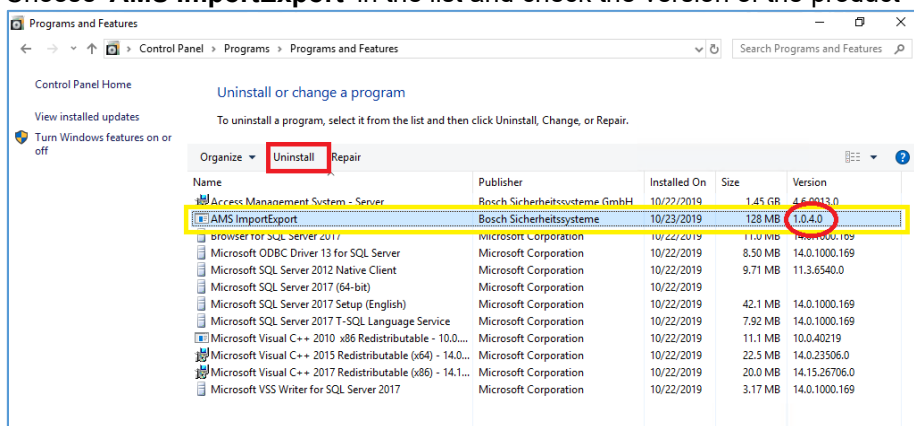 Choose 'AMS ImportExport' in the list and check the version of the product
Programs and Features
Control Panel > Programs > Programs and Features
Search Programs and Features
Control Panel Home
View installed updates
Turn Windows features on or off
Uninstall or change a program
To uninstall a program, select it from the list and then click Uninstall, Change, or Repair.
Organize Uninstall Repair
Name Publisher Installed On Size Version
Access Management System - Server Bosch Sicherheitssysteme GmbH 10/22/2019 1.45 GB 4.6.0013.0
AMS ImportExport Bosch Sicherheitssysteme 10/23/2019 128 MB 1.0.4.0
Browser for SQL Server 2017 Microsoft Corporation 10/22/2019 11.0 MB 14.0.1000.169
Microsoft ODBC Driver 13 for SQL Server Microsoft Corporation 10/22/2019 8.50 MB 14.0.1000.169
Microsoft SQL Server 2012 Native Client Microsoft Corporation 10/22/2019 9.71 MB 11.3.6540.0
Microsoft SQL Server 2017 (64-bit) Microsoft Corporation 10/22/2019
Microsoft SQL Server 2017 Setup (English) Microsoft Corporation 10/22/2019 42.1 MB 14.0.1000.169
Microsoft SQL Server 2017 T-SQL Language Service Microsoft Corporation 10/22/2019 7.92 MB 14.0.1000.169
Microsoft Visual C++ 2010 x86 Redistributable - 10.0.... Microsoft Corporation 10/22/2019 11.1 MB 10.0.40219
Microsoft Visual C++ 2015 Redistributable (x64) - 14.0... Microsoft Corporation 10/22/2019 22.5 MB 14.0.23506.0
Microsoft Visual C++ 2017 Redistributable (x86) - 14.1... Microsoft Corporation 10/22/2019 20.0 MB 14.15.26706.0
Microsoft VSS Writer for SQL Server 2017 Microsoft Corporation 10/22/2019 3.17 MB 14.0.1000.169